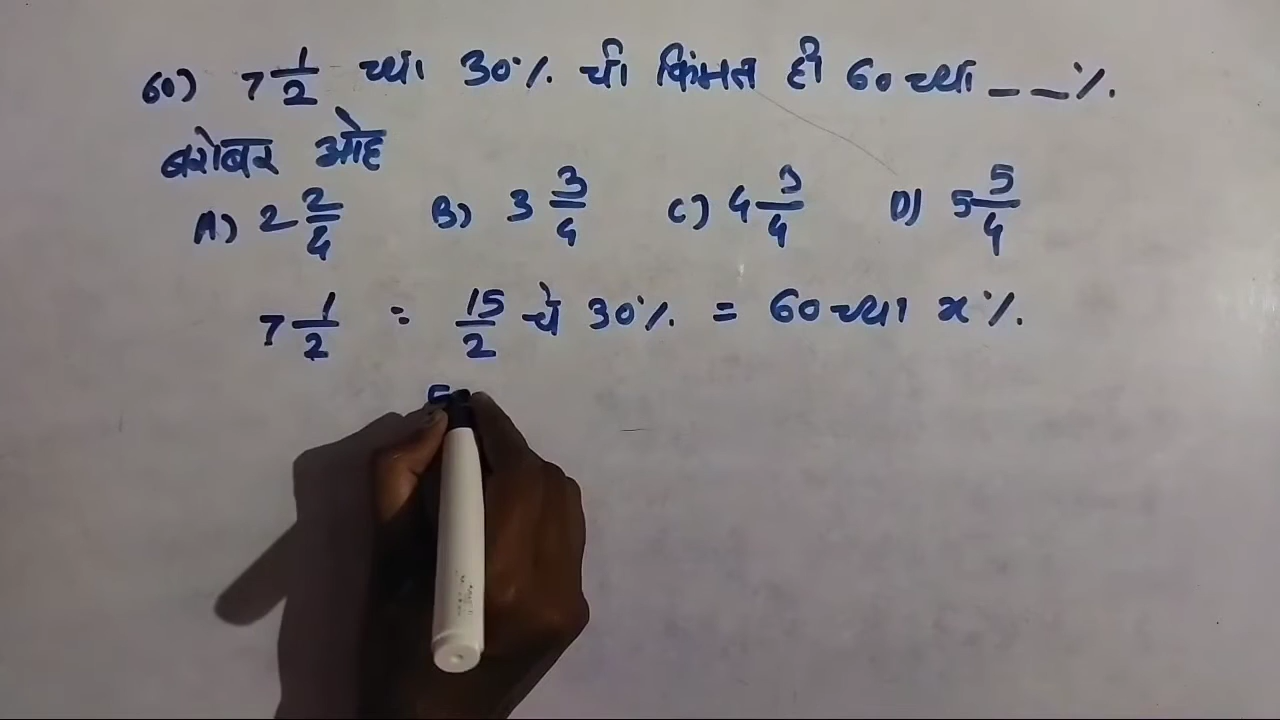 60) 7 1/2 च्या 30% ची किंमत ही 60 च्या _ _ %.
बरोबर आहे
A) 2 2/4 B) 3 3/4 C) 4 3/4 D) 5 5/4
7 1/2 = 15/2 चे 30% = 60 च्या x %.